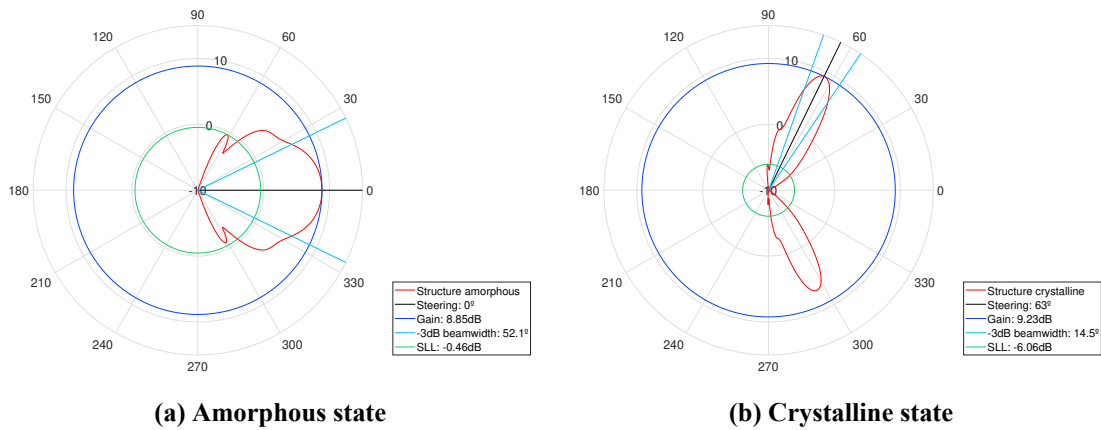 90
120
60
10
150
30
0
180
-10
0
210
330
240
300
270
Structure amorphous
Steering: 0º
Gain: 8.85dB
-3dB beamwidth: 52.1º
SLL: -0.46dB
(a) Amorphous state
90
120
60
10
150
30
0
180
-10
0
210
330
240
300
270
Structure crystalline
Steering: 63º
Gain: 9.23dB
-3dB beamwidth: 14.5º
SLL: -6.06dB
(b) Crystalline state